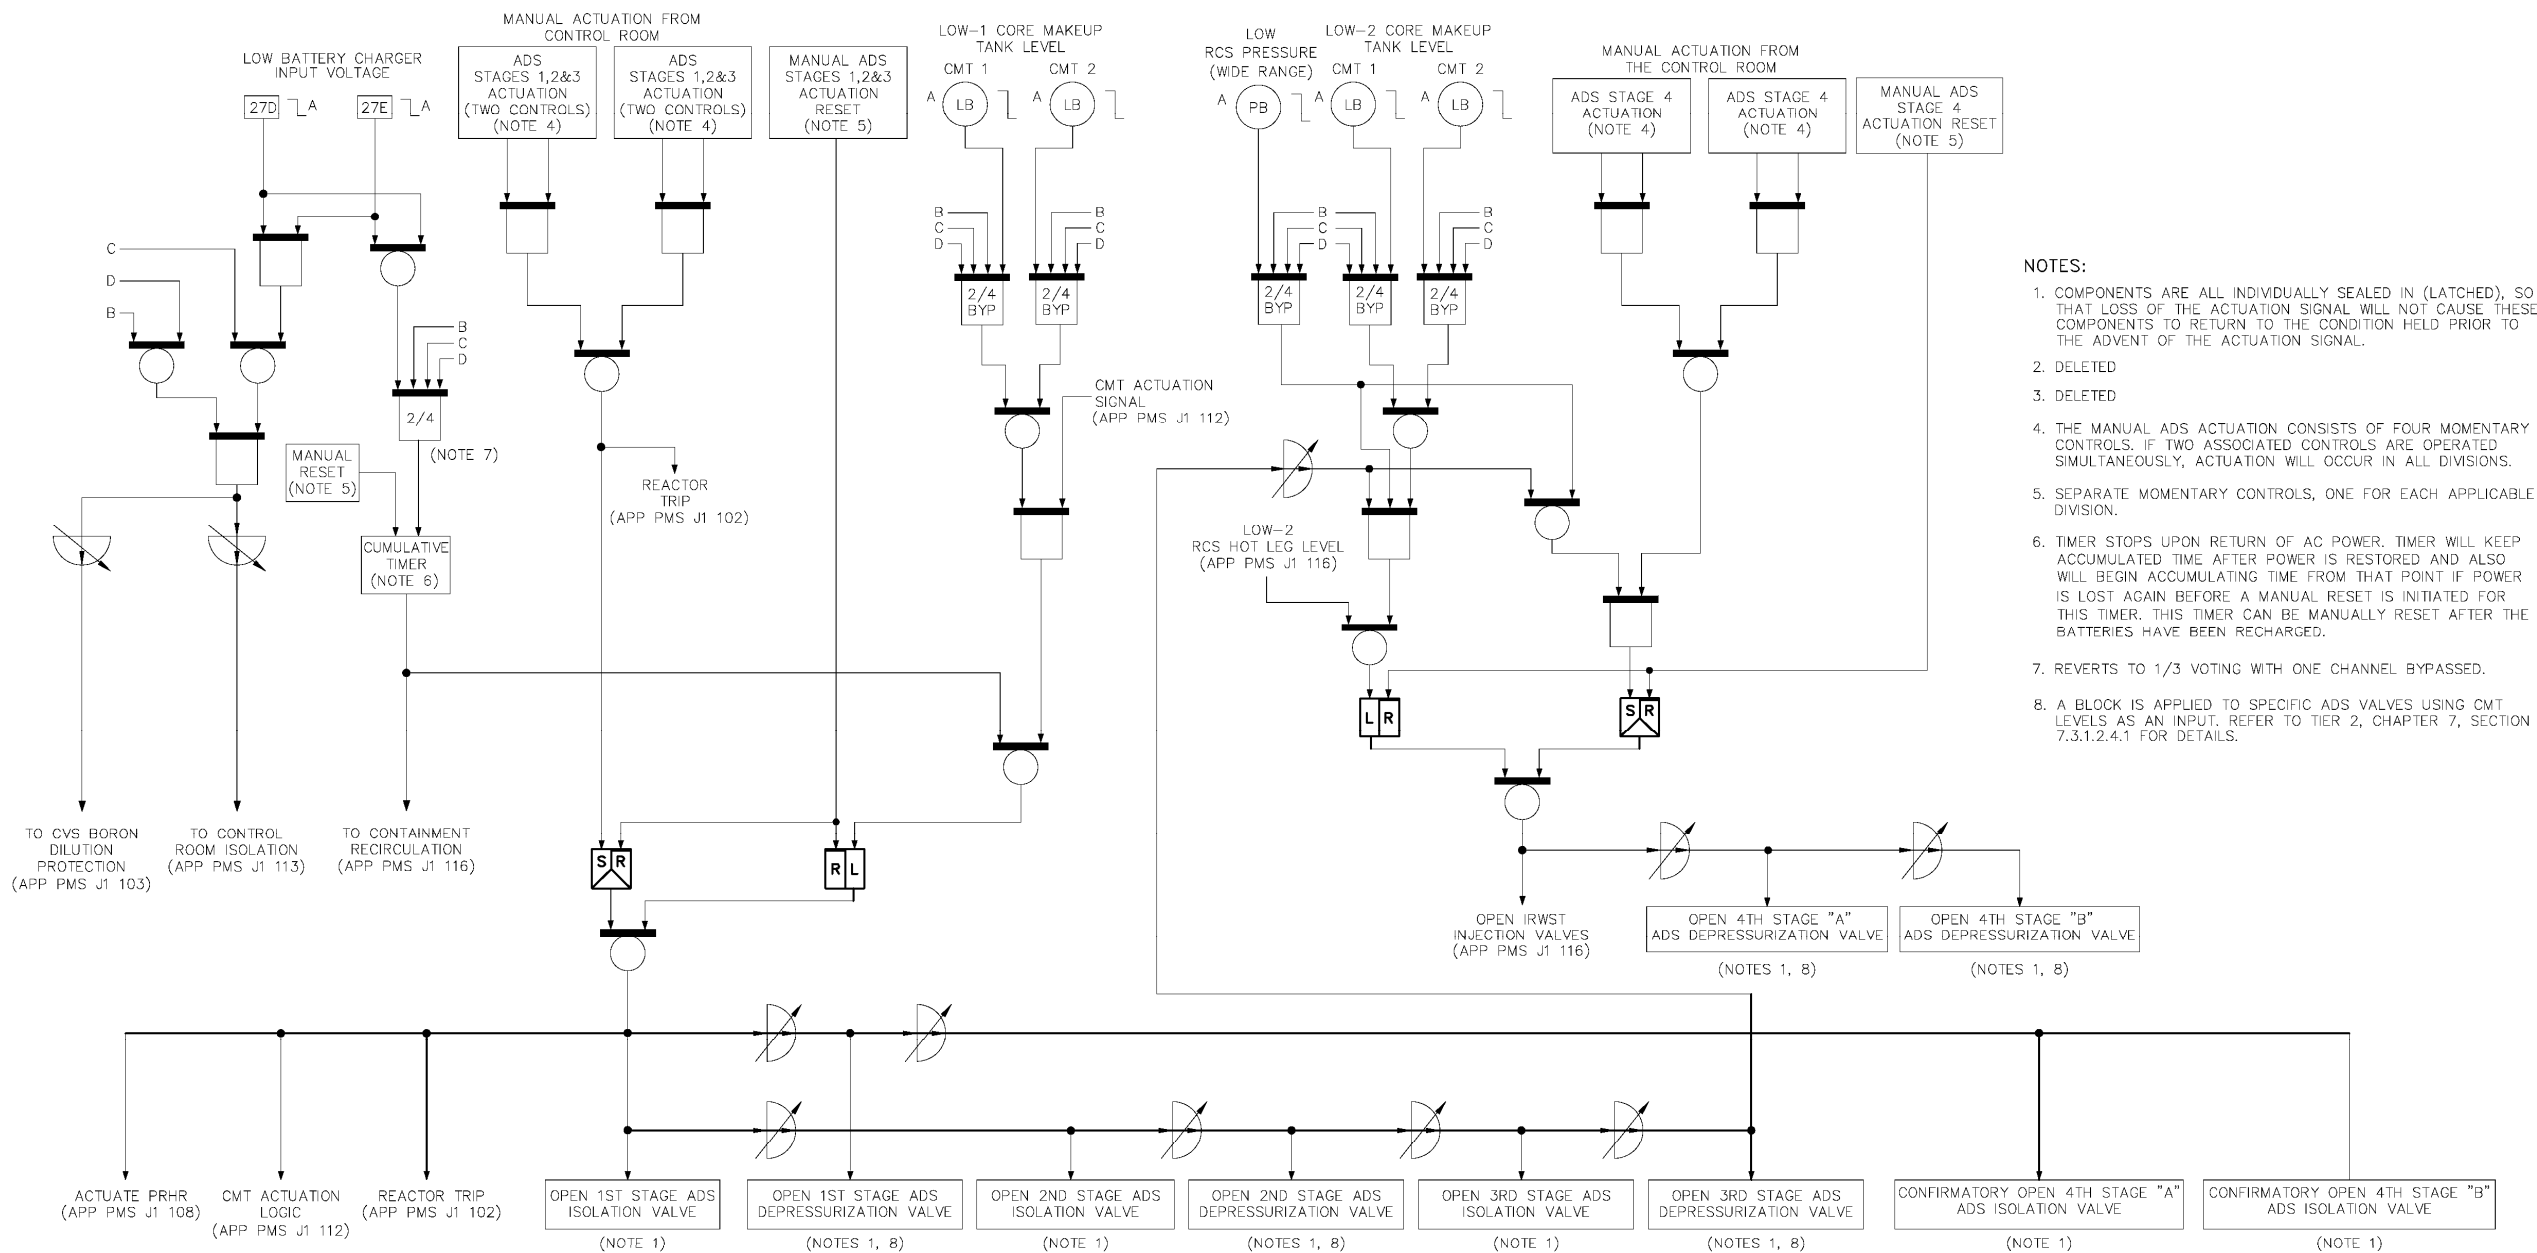 MANUAL ACTUATION FROM
CONTROL ROOM
LOW BATTERY CHARGER
INPUT VOLTAGE
27D
A
27E
A
ADS
STAGES 1,2&3
ACTUATION
(TWO CONTROLS)
(NOTE 4)
ADS
STAGES 1,2&3
ACTUATION
(TWO CONTROLS)
(NOTE 4)
MANUAL ADS
STAGES 1,2&3
ACTUATION
RESET
(NOTE 5)
LOW-1 CORE MAKEUP
TANK LEVEL
CMT 1
CMT 2
A
LB
A
LB
LOW
RCS PRESSURE
(WIDE RANGE)
A
PB
LOW-2 CORE MAKEUP
TANK LEVEL
CMT 1
CMT 2
A
LB
A
LB
MANUAL ACTUATION FROM
THE CONTROL ROOM
ADS STAGE 4
ACTUATION
(NOTE 4)
ADS STAGE 4
ACTUATION
(NOTE 4)
MANUAL ADS
STAGE 4
ACTUATION RESET
(NOTE 5)
C
D
B
B
C
D
2/4
(NOTE 7)
MANUAL
RESET
(NOTE 5)
CUMULATIVE
TIMER
(NOTE 6)
B
C
D
B
C
D
2/4
BYP
2/4
BYP
B
C
D
B
C
D
2/4
BYP
2/4
BYP
2/4
BYP
REACTOR
TRIP
(APP PMS J1 102)
CMT ACTUATION
SIGNAL
(APP PMS J1 112)
LOW-2
RCS HOT LEG LEVEL
(APP PMS J1 116)
L R
S R
TO CVS BORON
DILUTION
PROTECTION
(APP PMS J1 103)
TO CONTROL
ROOM ISOLATION
(APP PMS J1 113)
TO CONTAINMENT
RECIRCULATION
(APP PMS J1 116)
S R
R L
OPEN IRWST
INJECTION VALVES
(APP PMS J1 116)
OPEN 4TH STAGE "A"
ADS DEPRESSURIZATION VALVE
(NOTES 1, 8)
OPEN 4TH STAGE "B"
ADS DEPRESSURIZATION VALVE
(NOTES 1, 8)
ACTUATE PRHR
(APP PMS J1 108)
CMT ACTUATION
LOGIC
(APP PMS J1 112)
REACTOR TRIP
(APP PMS J1 102)
OPEN 1ST STAGE ADS
ISOLATION VALVE
(NOTE 1)
OPEN 1ST STAGE ADS
DEPRESSURIZATION VALVE
(NOTES 1, 8)
OPEN 2ND STAGE ADS
ISOLATION VALVE
(NOTE 1)
OPEN 2ND STAGE ADS
DEPRESSURIZATION VALVE
(NOTES 1, 8)
OPEN 3RD STAGE ADS
ISOLATION VALVE
(NOTE 1)
OPEN 3RD STAGE ADS
DEPRESSURIZATION VALVE
(NOTES 1, 8)
CONFIRMATORY OPEN 4TH STAGE "A"
ADS ISOLATION VALVE
(NOTE 1)
CONFIRMATORY OPEN 4TH STAGE "B"
ADS ISOLATION VALVE
(NOTE 1)
NOTES:
1. COMPONENTS ARE ALL INDIVIDUALLY SEALED IN (LATCHED), SO
THAT LOSS OF THE ACTUATION SIGNAL WILL NOT CAUSE THESE
COMPONENTS TO RETURN TO THE CONDITION HELD PRIOR TO
THE ADVENT OF THE ACTUATION SIGNAL.
2. DELETED
3. DELETED
4. THE MANUAL ADS ACTUATION CONSISTS OF FOUR MOMENTARY
CONTROLS. IF TWO ASSOCIATED CONTROLS ARE OPERATED
SIMULTANEOUSLY, ACTUATION WILL OCCUR IN ALL DIVISIONS.
5. SEPARATE MOMENTARY CONTROLS, ONE FOR EACH APPLICABLE
DIVISION.
6. TIMER STOPS UPON RETURN OF AC POWER. TIMER WILL KEEP
ACCUMULATED TIME AFTER POWER IS RESTORED AND ALSO
WILL BEGIN ACCUMULATING TIME FROM THAT POINT IF POWER
IS LOST AGAIN BEFORE A MANUAL RESET IS INITIATED FOR
THIS TIMER. THIS TIMER CAN BE MANUALLY RESET AFTER THE
BATTERIES HAVE BEEN RECHARGED.
7. REVERTS TO 1/3 VOTING WITH ONE CHANNEL BYPASSED.
8. A BLOCK IS APPLIED TO SPECIFIC ADS VALVES USING CMT
LEVELS AS AN INPUT. REFER TO TIER 2, CHAPTER 7, SECTION
7.3.1.2.4.1 FOR DETAILS.